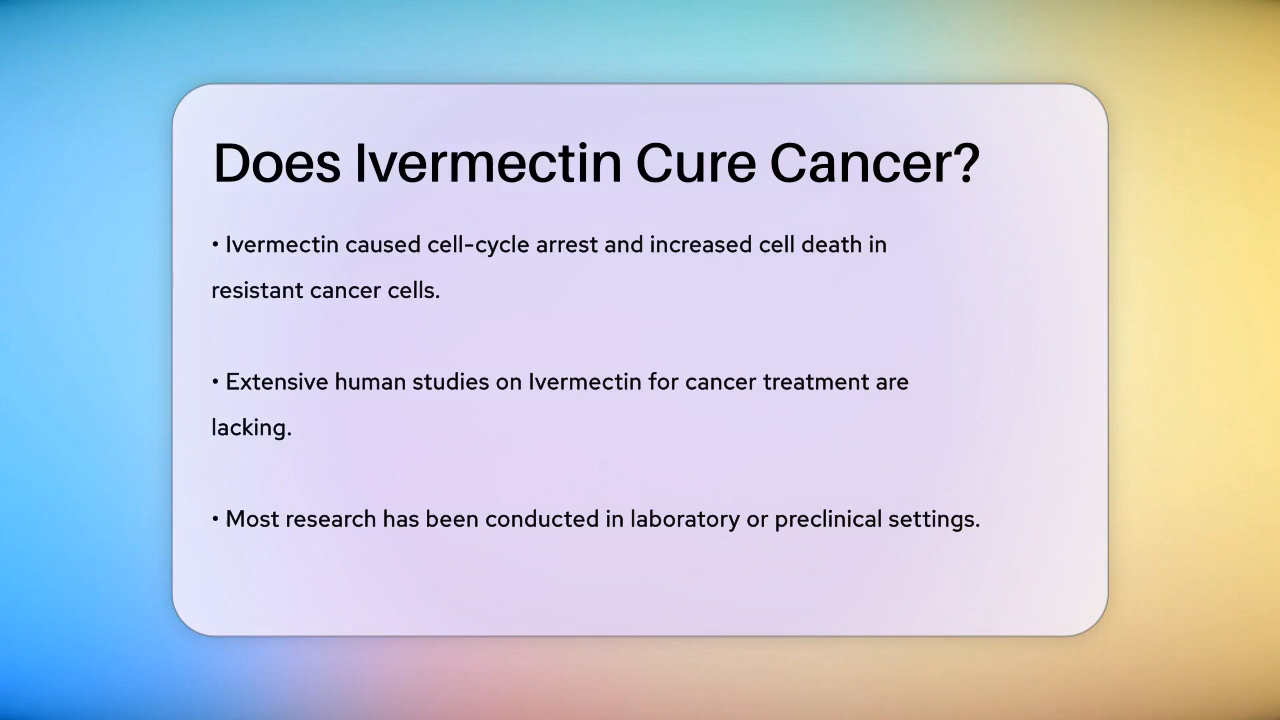 Does Ivermectin Cure Cancer?
• Ivermectin caused cell-cycle arrest and increased cell death in
resistant cancer cells.
• Extensive human studies on Ivermectin for cancer treatment are
lacking.
• Most research has been conducted in laboratory or preclinical settings.